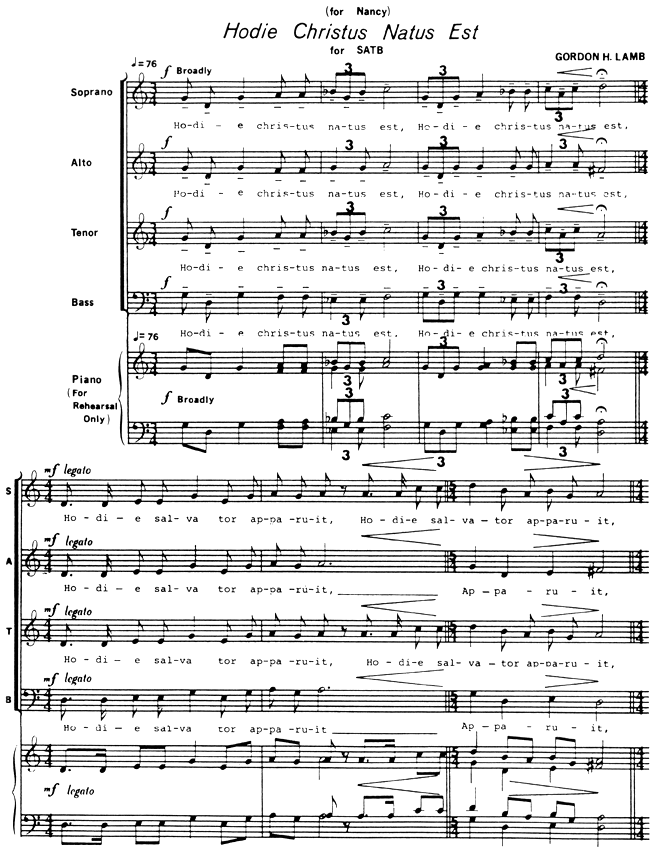 (for Nancy)
Hodie Christus Natus Est
for SATB
GORDON H. LAMB
♩=76
f Broadly
3 3
Soprano
3
Ho-di- e chris-tus na-tus est, Ho-di- e chris-tus na-tus est,
f 3 3 3
Alto
Ho-di- e chris-tus na-tus est, Ho-di- e chris-tus na-tus est,
f 3 3
Tenor
3
Ho-di- e chris-tus na-tus est, Ho-di- e chris-tus na-tus est,
f
Bass
3 3 3
♩=76
Ho-di- e chris-tus na-tus est, Ho-di- e chris-tus na-tus est,
3
Piano
(For
Rehearsal
Only)
3 3
f Broadly
3 3
3 3
mf legato
S
Ho - di - e sal- va tor ap-pa-ru-it, Ho-di-e sal-va-tor ap-pa-ru-it,
mf legato
A
Ho - di - e sal-va tor ap-pa-ru-it, Ap - pa - ru - it,
mf legato
T
Ho - di - e sal-va tor ap-pa-ru-it, Ho-di-e sal-va-tor ap-pa-ru-it,
mf legato
B
Ho - di - e sal-va tor ap-pa-ru-it Ap - pa - ru - it,
mf legato